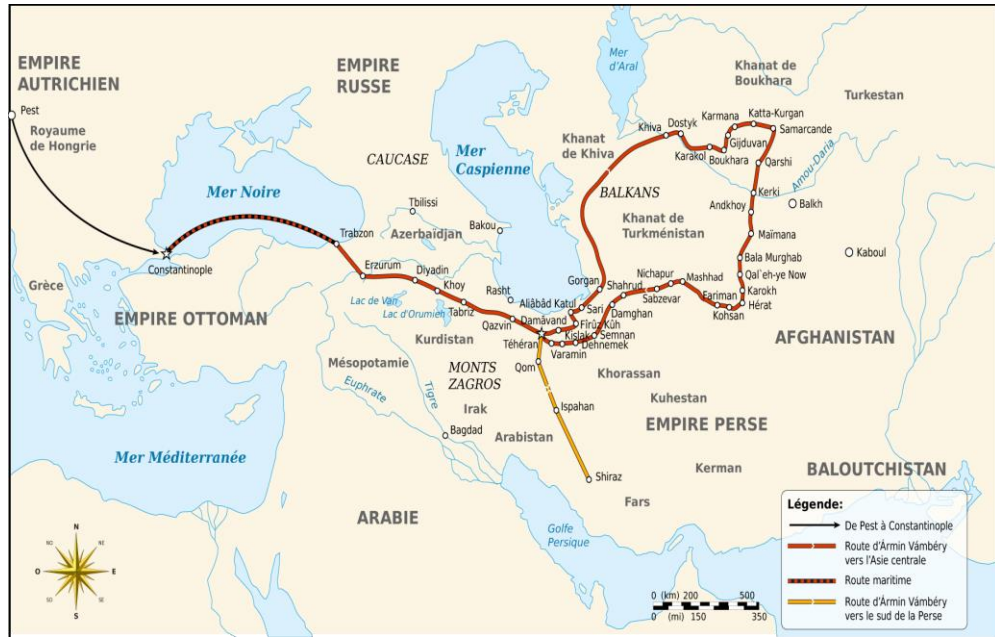 EMPIRE
AUTRICHIEN
Pest
Royaume
de Hongrie
EMPIRE
RUSSE
Mer
d'Aral
Khanat de
Boukhara
Turkestan
Mer Noire
CAUCASE
Mer
Caspienne
Khanat
de Khiva
Khiva
Dostyk
Karmana
Katta-Kurgan
Samarcande
Gijduvan
Karakol
Boukhara
Qarshi
Amou-Daria
BALKANS
Kerki
Andkhoy
Balkh
Khanat de
Turkménistan
Maïmana
Kaboul
Tbilissi
Azerbaïdjan
Bakou
Trabzon
Constantinople
Erzurum
Diyadin
Khoy
Tabriz
Rasht
Qazvin
Lac de Van
Lac d'Oroumieh
Grèce
EMPIRE OTTOMAN
Kurdistan
Mésopotamie
Gorgan
Aliâbâd Katul
Sari
Shahrud
Damghan
Nichapur
Sabzevar
Mashhad
Fariman
Kohsan
Bala Murghab
Qal`eh-ye Now
Karokh
Hérat
AFGHANISTAN
Damâvand
Fîrûz Kûh
Kislak
Semnan
Téhéran
Varamin
Dehnemek
Qom
MONTS
ZAGROS
Khorassan
Kuhestan
EMPIRE PERSE
Euphrate
Tigre
Irak
Bagdad
Ispahan
Arabistan
Mer Méditerranée
Shiraz
Kerman
BALOUTCHISTAN
Fars
ARABIE
Golfe
Persique
Légende:
De Pest à Constantinople
Route d'Ármin Vámbéry
vers l'Asie centrale
Route maritime
Route d'Ármin Vámbéry
vers le sud de la Perse
N
NO
NE
O
E
SO
SE
S
0 (km) 200 500
0 (mi) 150 350